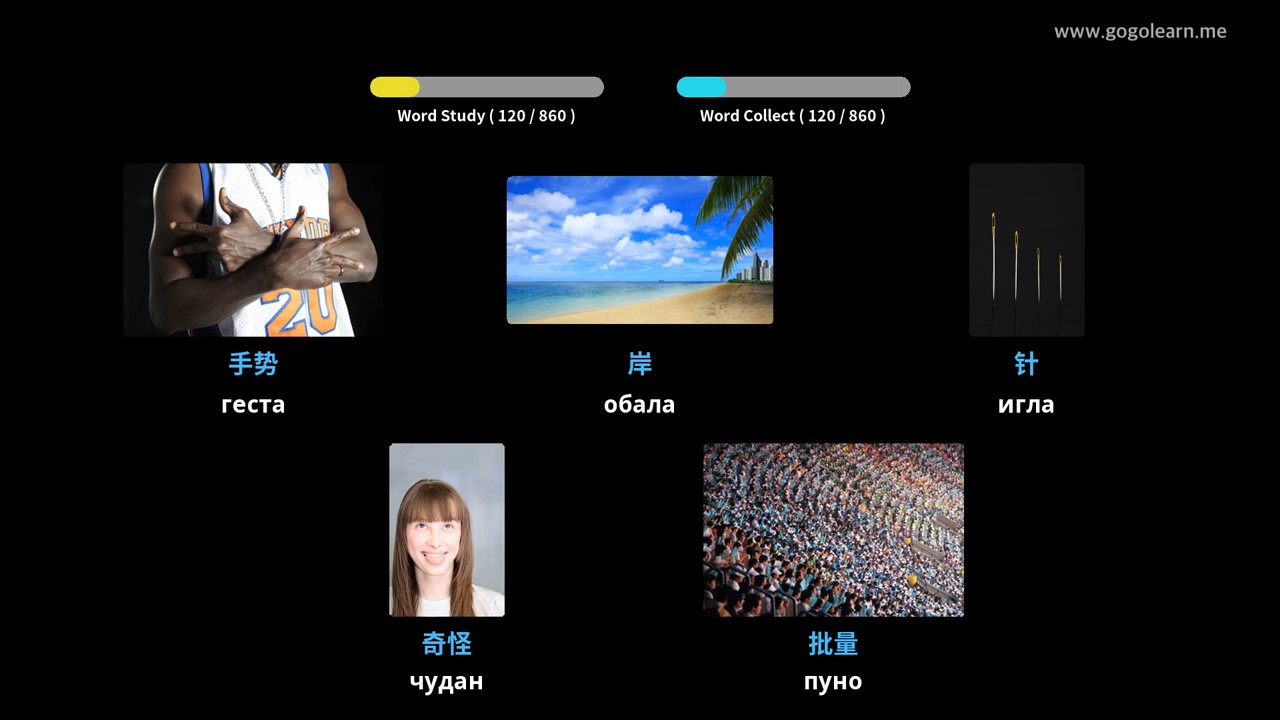 www.gogolearn.me
Word Study ( 120 / 860 )
Word Collect ( 120 / 860 )
20
手势
岸
针
геста
обала
игла
奇怪
批量
чудан
пуно